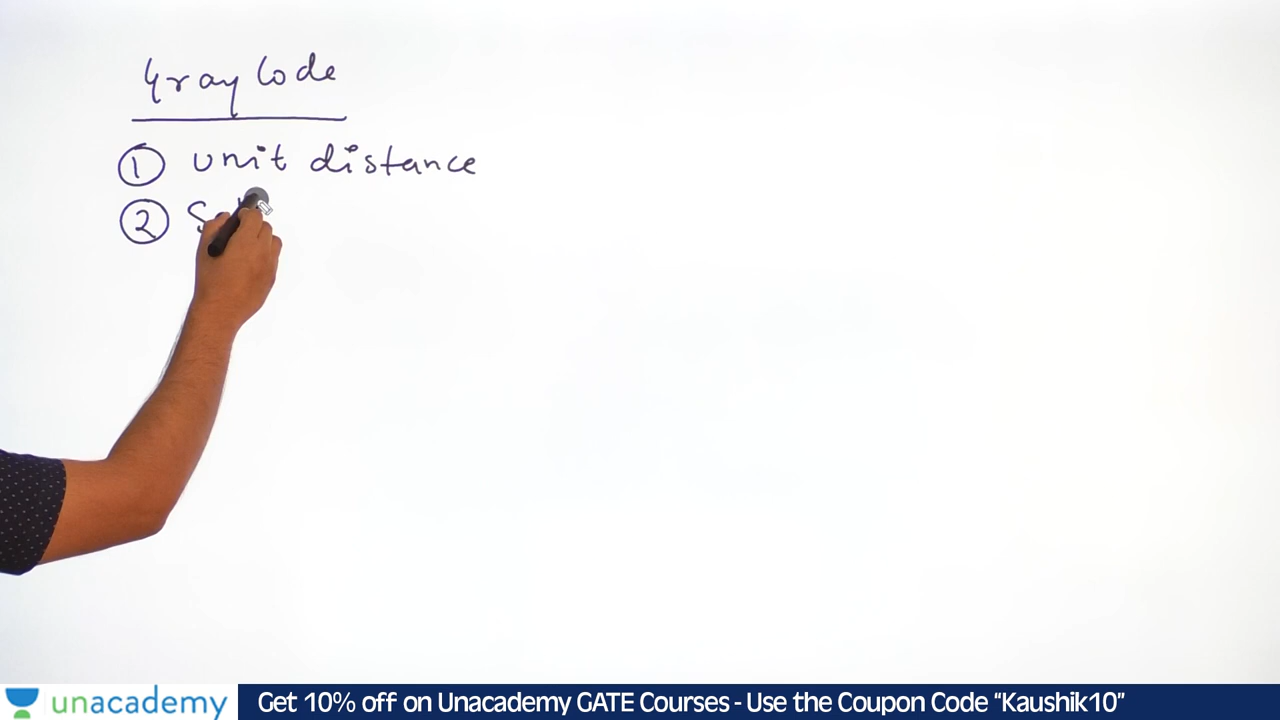 Gray Code
① unit distance
②
unacademy
Get 10% off on Unacademy GATE Courses - Use the Coupon Code “Kaushik10”